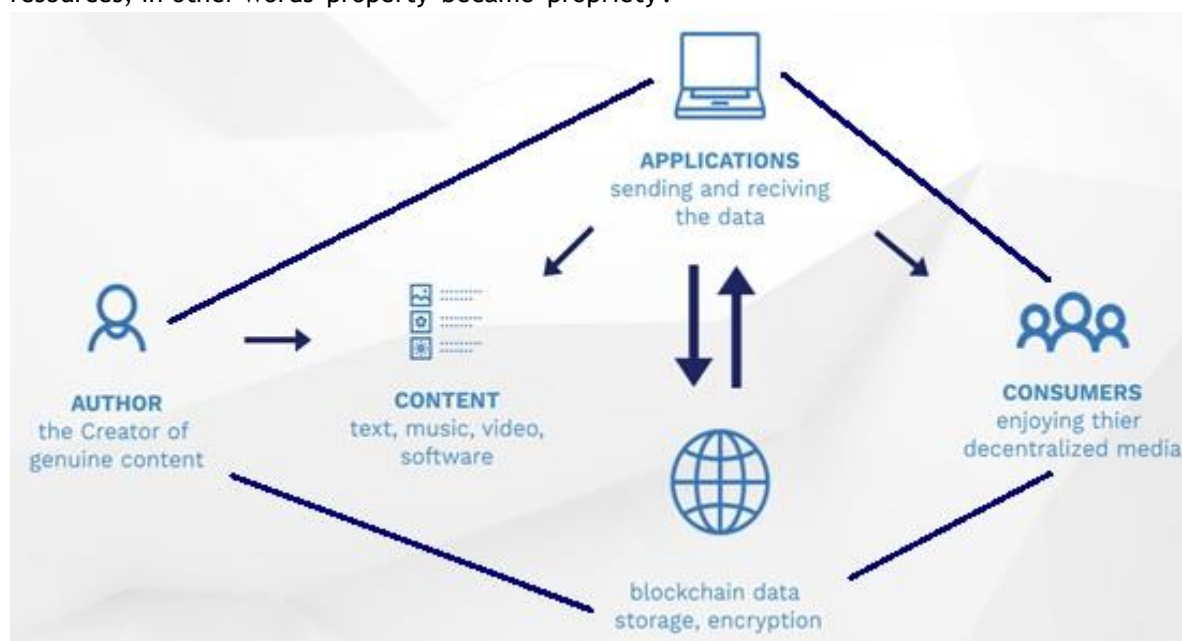 resources, in other words property became propriety.
APPLICATIONS
sending and reciving
the data
AUTHOR
the Creator of
genuine content
CONTENT
text, music, video,
software
CONSUMERS
enjoying thier
decentralized media
blockchain data
storage, encryption